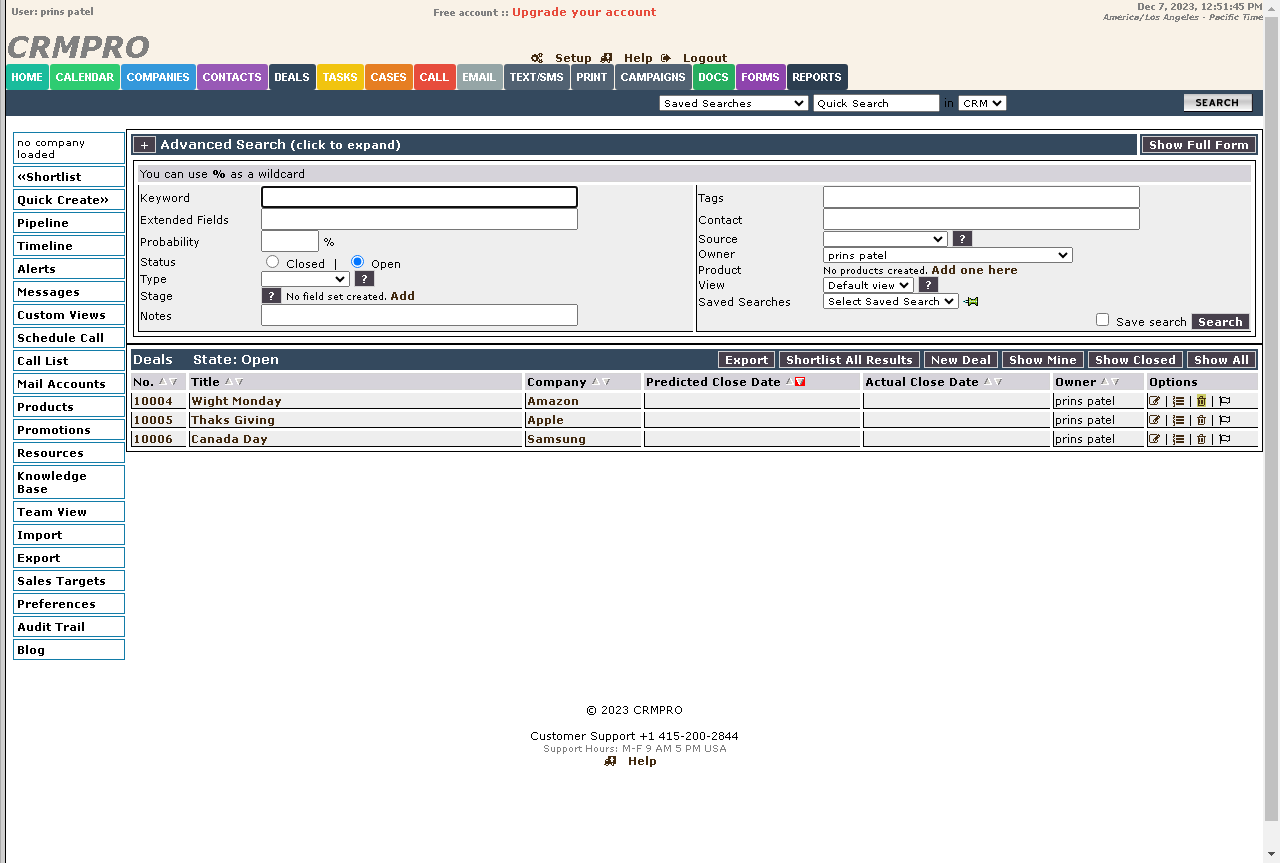 User: prins patel
Free account :: Upgrade your account
Dec 7, 2023, 12:51:45 PM
America/Los Angeles - Pacific Time
CRMPRO
Setup Help Logout
HOME CALENDAR COMPANIES CONTACTS DEALS TASKS CASES CALL EMAIL TEXT/SMS PRINT CAMPAIGNS DOCS FORMS REPORTS
Saved Searches Quick Search in CRM SEARCH
no company
loaded
«Shortlist
Quick Create»
Pipeline
Timeline
Alerts
Messages
Custom Views
Schedule Call
Call List
Mail Accounts
Products
Promotions
Resources
Knowledge
Base
Team View
Import
Export
Sales Targets
Preferences
Audit Trail
Blog
+ Advanced Search (click to expand) Show Full Form
You can use % as a wildcard
Keyword
Extended Fields
Probability %
Status Closed | Open
Type ?
Stage ? No field set created. Add
Notes
Tags
Contact
Source ?
Owner prins patel
Product No products created. Add one here
View Default view ?
Saved Searches Select Saved Search
Save search Search
Deals State: Open Export Shortlist All Results New Deal Show Mine Show Closed Show All
No. Title Company Predicted Close Date Actual Close Date Owner Options
10004 Wight Monday Amazon prins patel | | |
10005 Thaks Giving Apple prins patel | | |
10006 Canada Day Samsung prins patel | | |
© 2023 CRMPRO
Customer Support +1 415-200-2844
Support Hours: M-F 9 AM 5 PM USA
Help